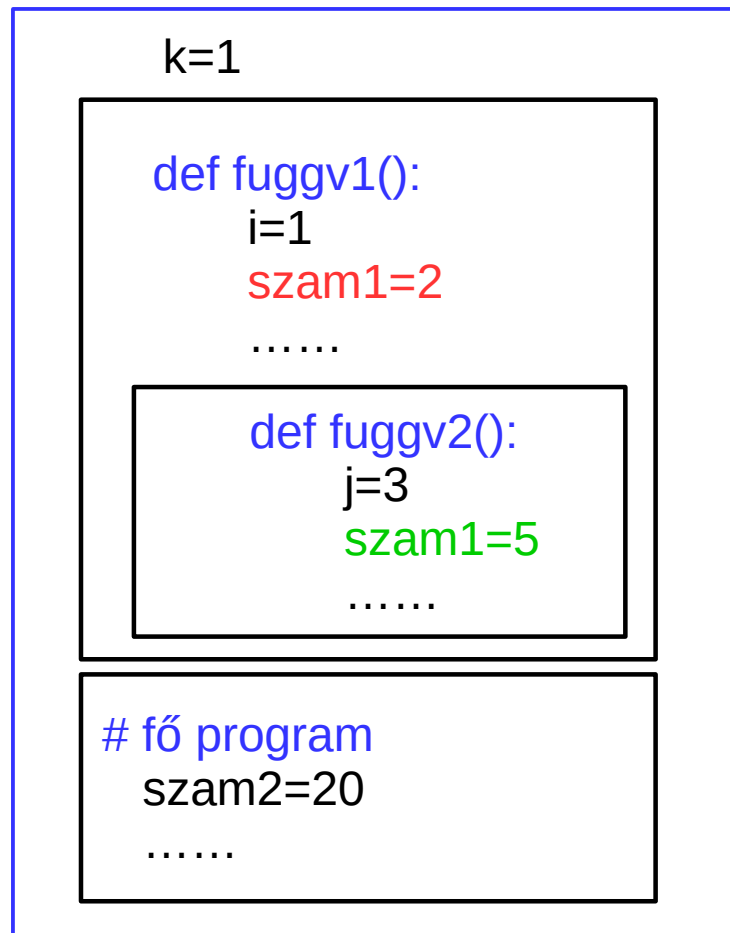 k=1
def fuggv1():
i=1
szam1=2
……
def fuggv2():
j=3
szam1=5
……
# fő program
szam2=20
……